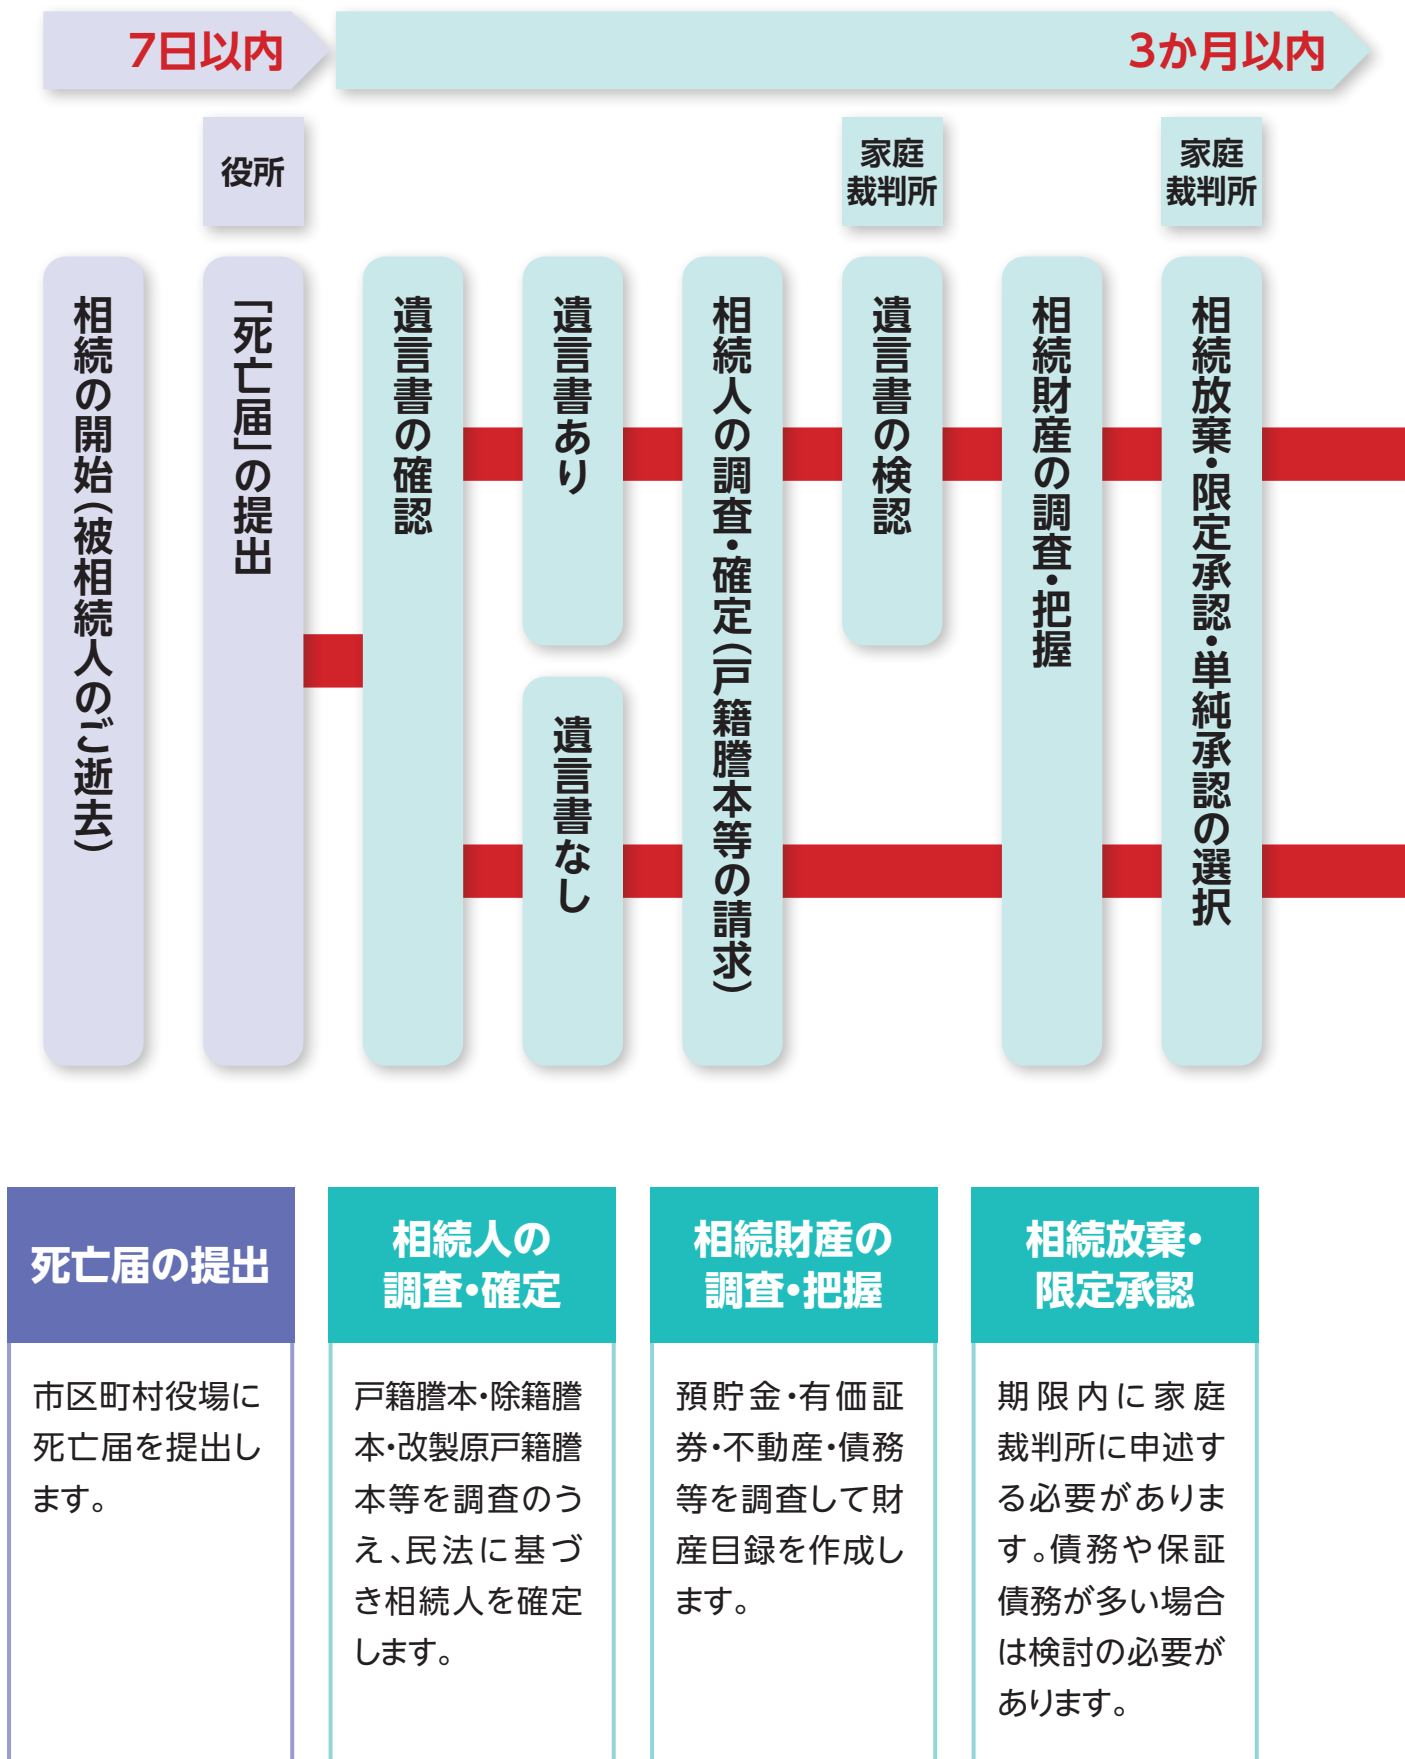 7日以内
3か月以内
役所
家庭
裁判所
家庭
裁判所
相続の開始(被相続人のご逝去)
「死亡届」の提出
遺言書の確認
遺言書あり
遺言書なし
相続人の調査・確定(戸籍謄本等の請求)
遺言書の検認
相続財産の調査・把握
相続放棄・限定承認・単純承認の選択
死亡届の提出
市区町村役場に
死亡届を提出し
ます。
相続人の
調査・確定
戸籍謄本・除籍謄
本・改製原戸籍謄
本等を調査のう
え、民法に基づ
き相続人を確定
します。
相続財産の
調査・把握
預貯金・有価証
券・不動産・債務
等を調査して財
産目録を作成し
ます。
相続放棄・
限定承認
期限内に家庭
裁判所に申述す
る必要がありま
す。債務や保証
債務が多い場合
は検討の必要が
あります。